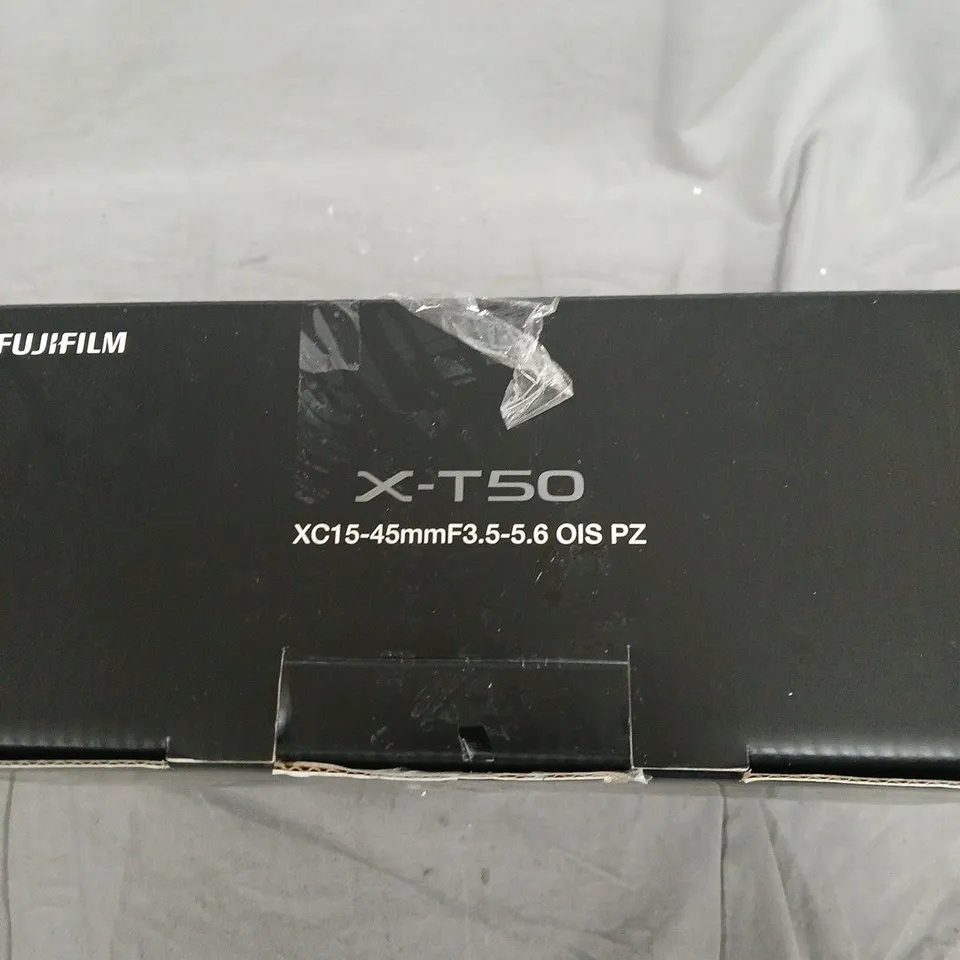 FUJIFILM
X-T50
XC15-45mmF3.5-5.6 OIS PZ